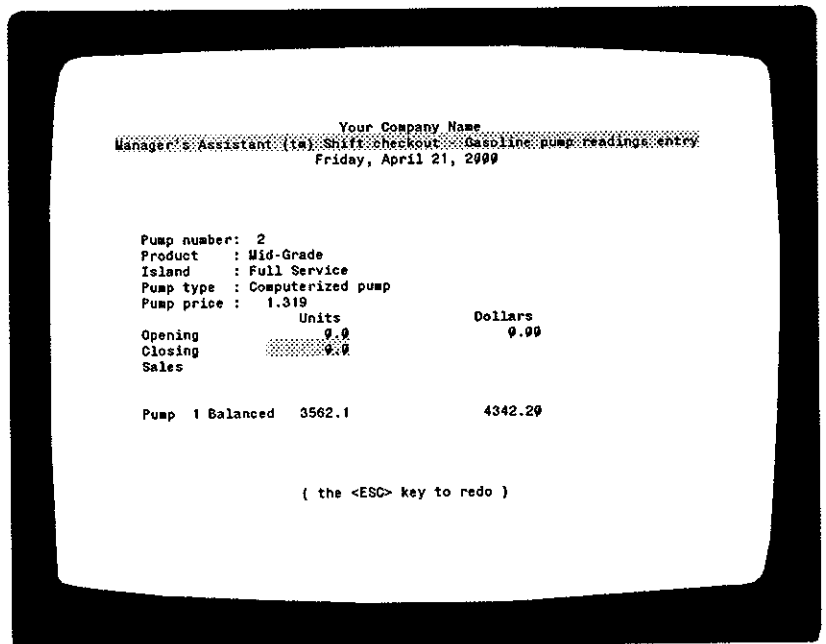 Your Company Name
Manager's Assistant (tm) Shift checkout Gasoline pump readings entry
Friday, April 21, 2000
Pump number: 2
Product : Mid-Grade
Island : Full Service
Pump type : Computerized pump
Pump price : 1.319
Units Dollars
Opening 0.0 0.00
Closing 0.0
Sales
Pump 1 Balanced 3562.1 4342.20
( the <ESC> key to redo )